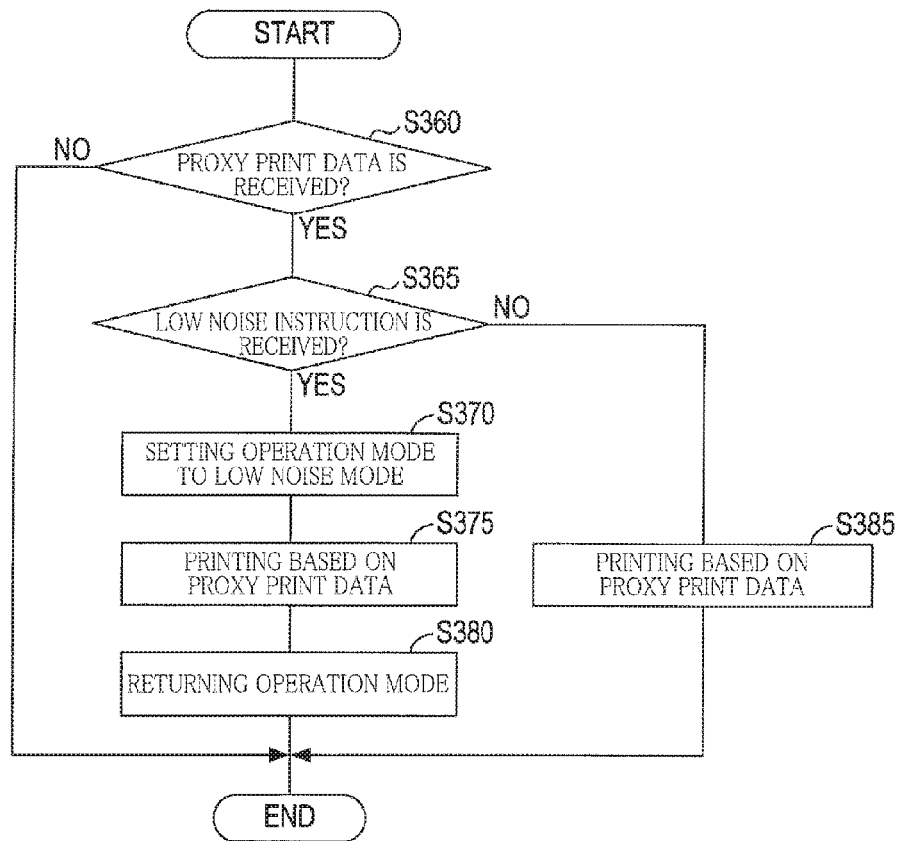 START
S360
NO
PROXY PRINT DATA IS
RECEIVED?
YES
S365
NO
LOW NOISE INSTRUCTION IS
RECEIVED?
YES
S370
SETTING OPERATION MODE
TO LOW NOISE MODE
S375
PRINTING BASED ON
PROXY PRINT DATA
S385
PRINTING BASED ON
PROXY PRINT DATA
S380
RETURNING OPERATION MODE
END